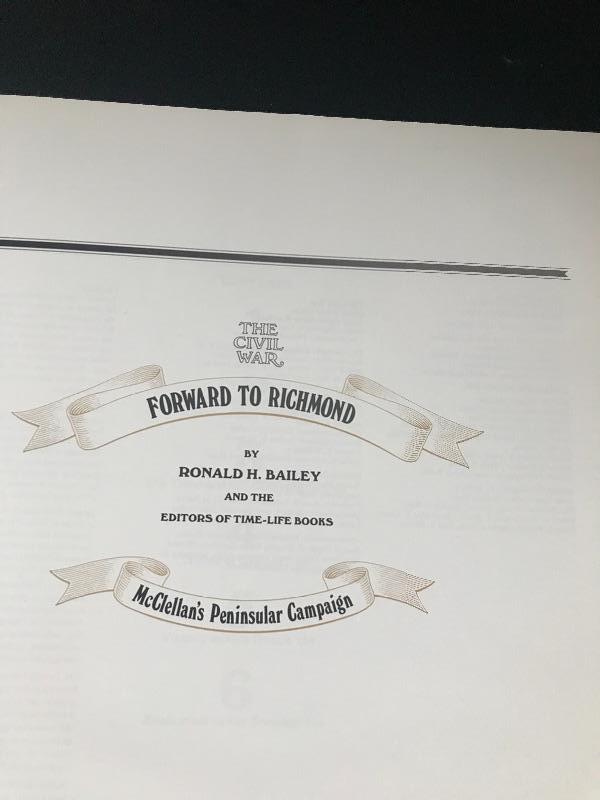 THE
CIVIL
WAR
FORWARD TO RICHMOND
BY
RONALD H. BAILEY
AND THE
EDITORS OF TIME-LIFE BOOKS
McClellan's Peninsular Campaign